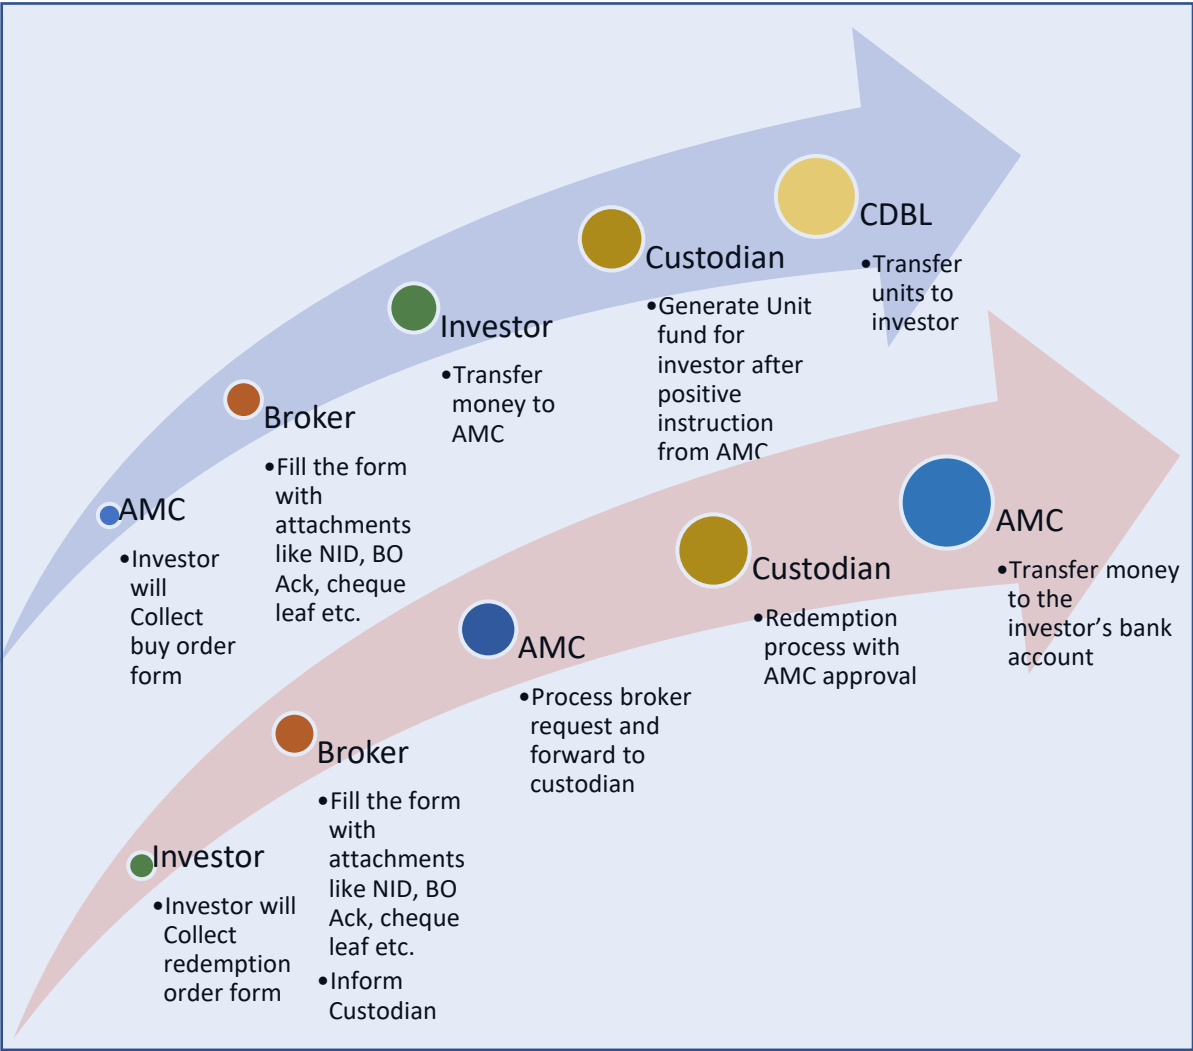 AMC
•Investor
will
Collect
buy order
form
Broker
•Fill the form
with
attachments
like NID, BO
Ack, cheque
leaf etc.
Investor
•Transfer
money to
AMC
Custodian
•Generate Unit
fund for
investor after
positive
instruction
from AMC
CDBL
•Transfer
units to
investor
Investor
•Investor will
Collect
redemption
order form
Broker
•Fill the form
with
attachments
like NID, BO
Ack, cheque
leaf etc.
•Inform
Custodian
AMC
•Process broker
request and
forward to
custodian
Custodian
•Redemption
process with
AMC approval
AMC
•Transfer money
to the
investor’s bank
account